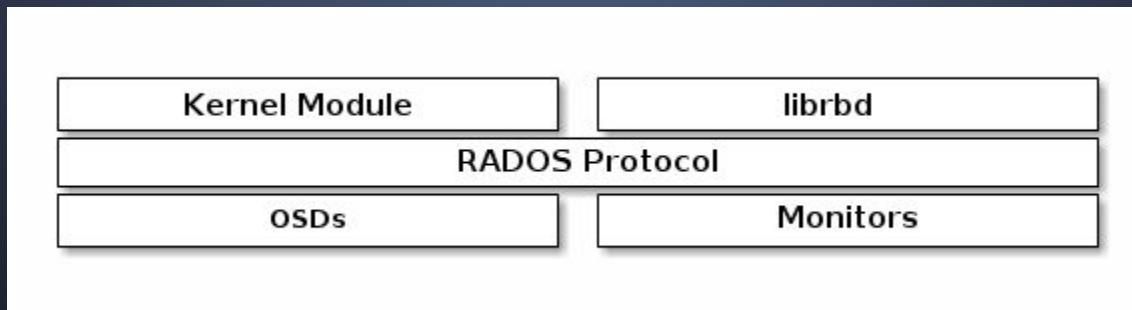 Kernel Module
librbd
RADOS Protocol
OSDs
Monitors